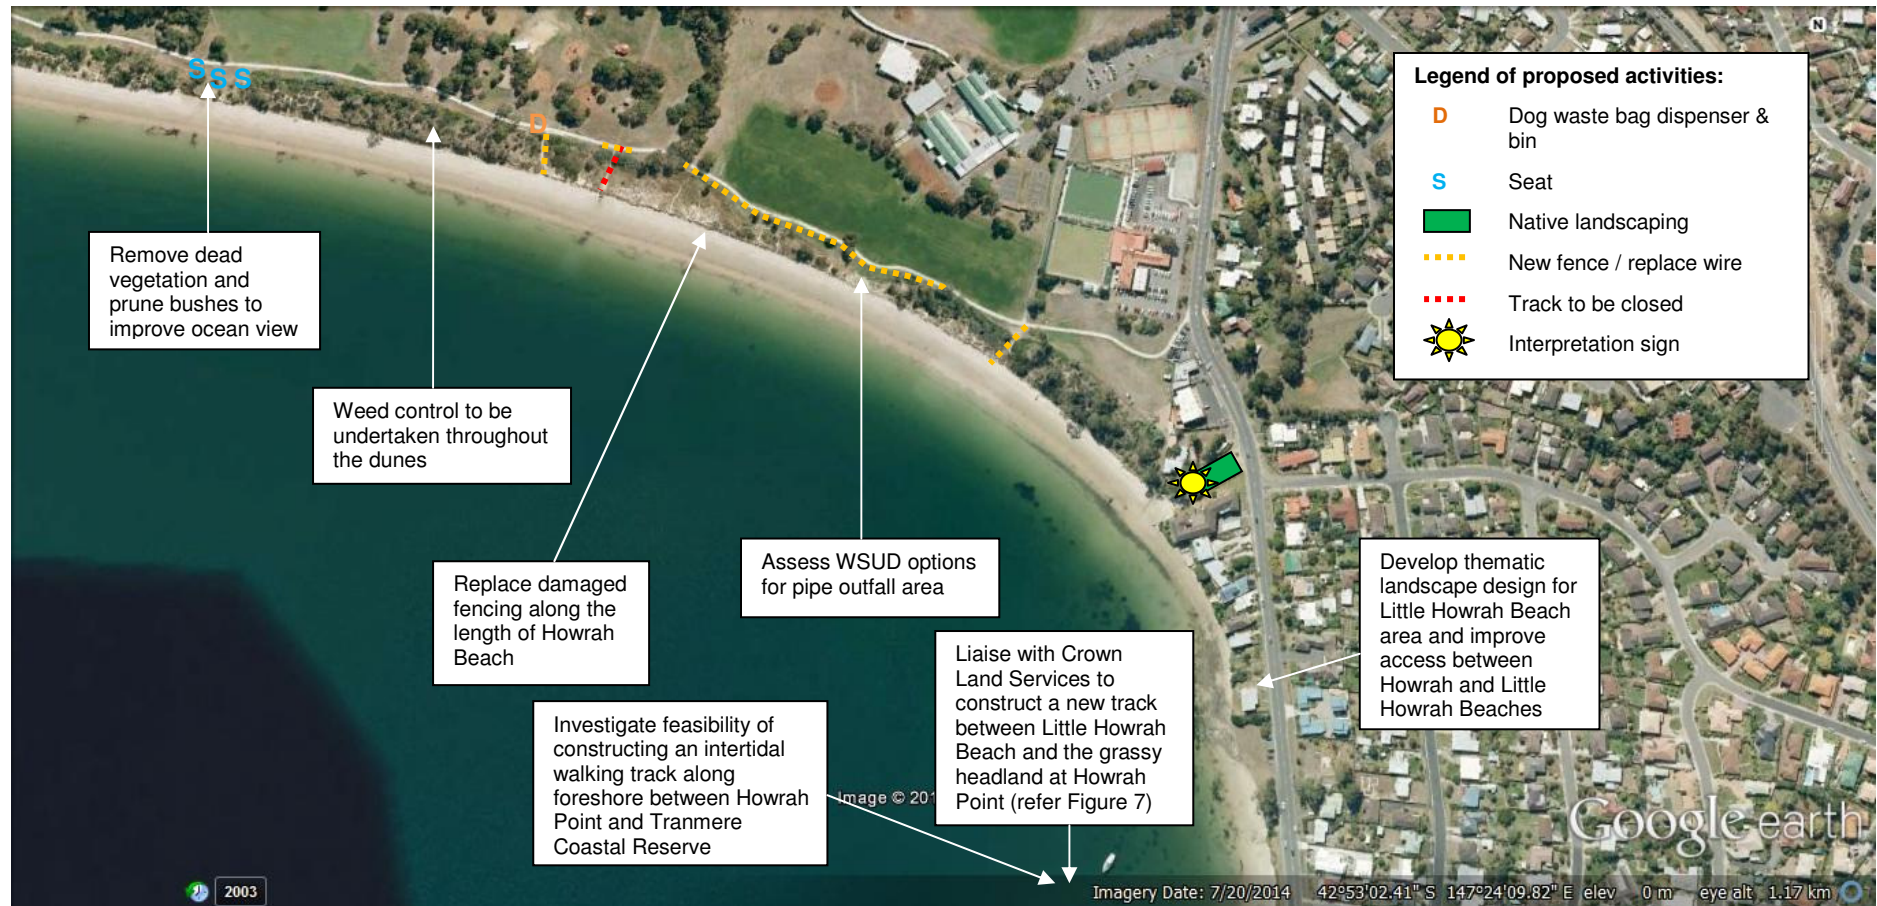 N
Legend of proposed activities:
D Dog waste bag dispenser &
bin
S Seat
Native landscaping
New fence / replace wire
Track to be closed
Interpretation sign
S S S
D
Remove dead
vegetation and
prune bushes to
improve ocean view
Weed control to be
undertaken throughout
the dunes
Replace damaged
fencing along the
length of Howrah
Beach
Assess WSUD options
for pipe outfall area
Develop thematic
landscape design for
Little Howrah Beach
area and improve
access between
Howrah and Little
Howrah Beaches
Liaise with Crown
Land Services to
construct a new track
between Little Howrah
Beach and the grassy
headland at Howrah
Point (refer Figure 7)
Investigate feasibility of
constructing an intertidal
walking track along
foreshore between Howrah
Point and Tranmere
Coastal Reserve
Image © 201
Google earth
2003
Imagery Date: 7/20/2014 42°53'02.41" S 147°24'09.82" E elev 0 m eye alt 1.17 km